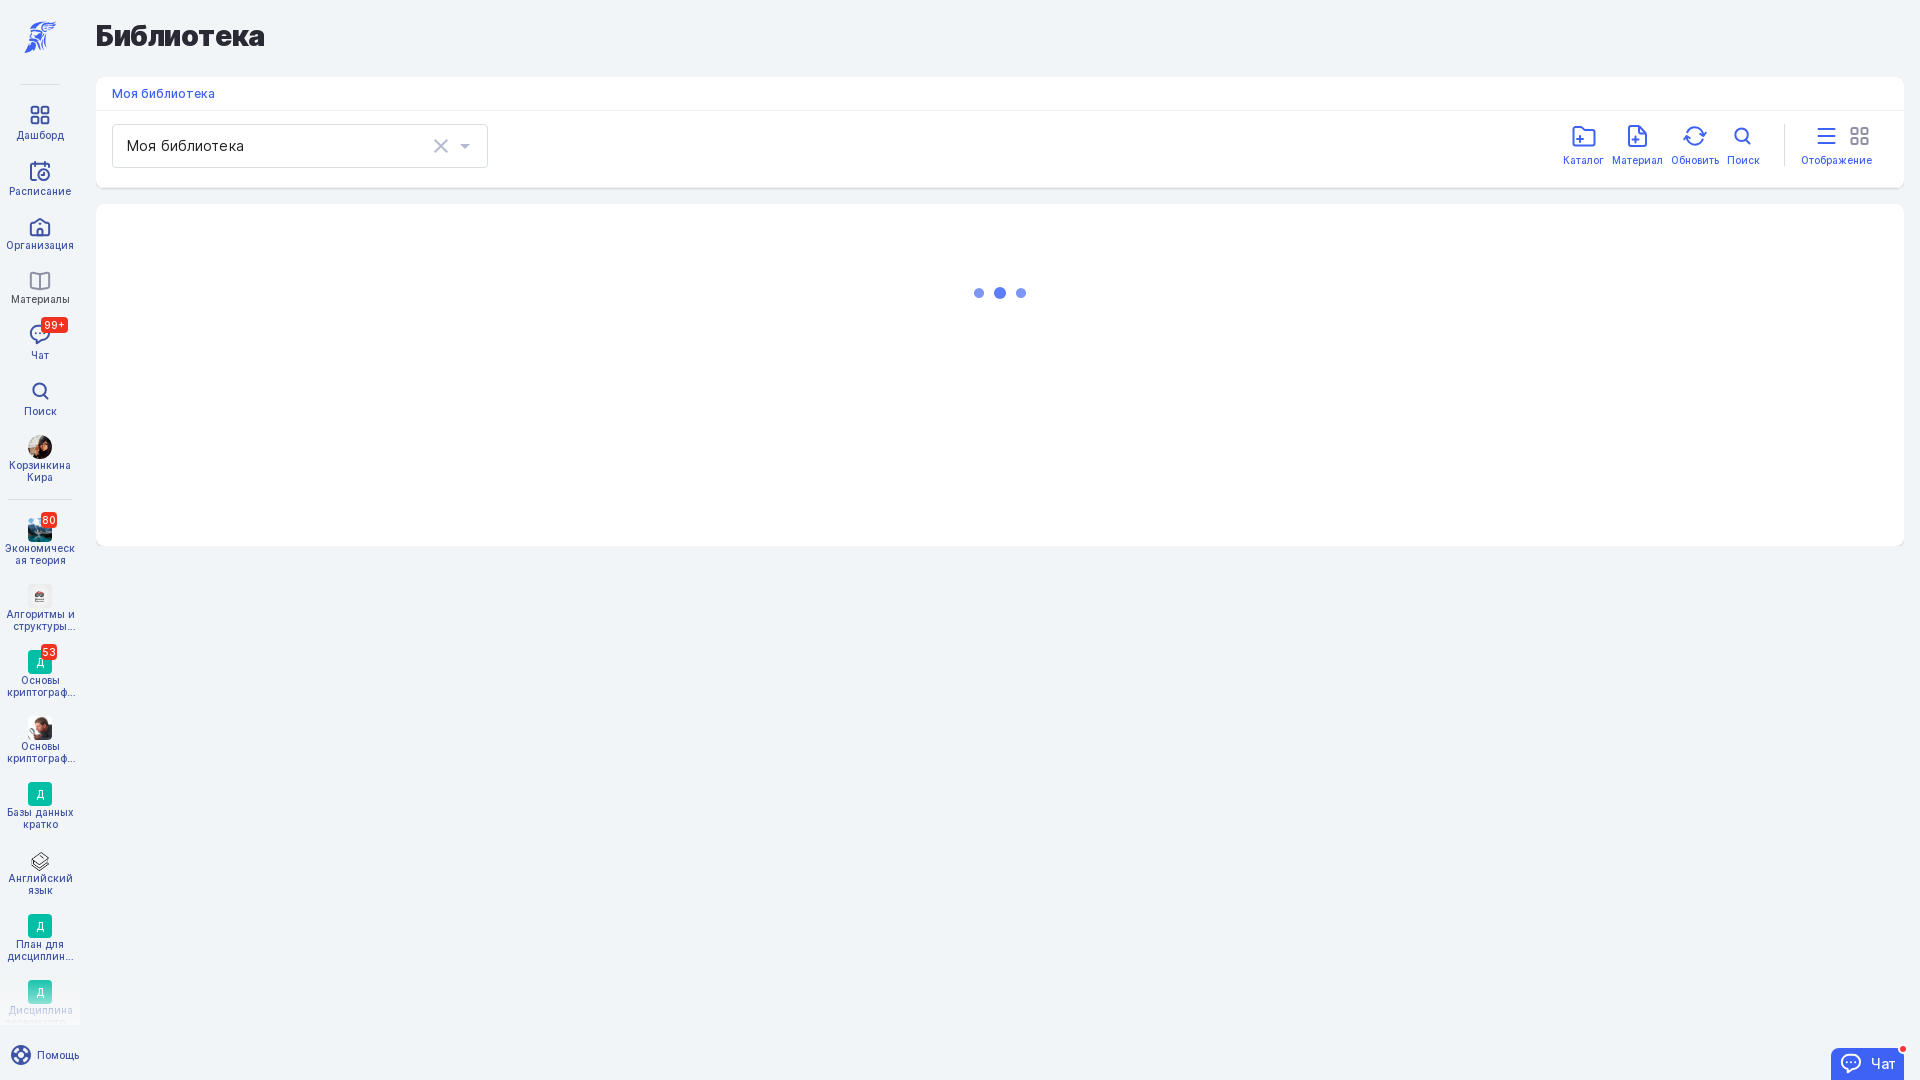 Библиотека
Моя библиотека
Моя библиотека
Каталог
Материал
Обновить
Поиск
Отображение
Дашборд
Расписание
Организация
Материалы
99+
Чат
Поиск
Корзинкина
Кира
80
Экономическ
ая теория
Алгоритмы и
структуры...
53
Д
Основы
криптограф...
Основы
криптограф...
Д
Базы данных
кратко
Английский
язык
Д
План для
дисциплин...
Д
Дисциплина
Помощь
Чат